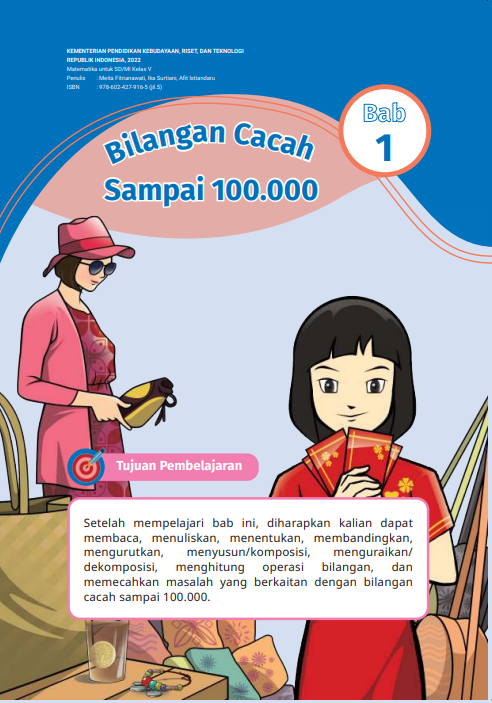 KEMENTERIAN PENDIDIKAN KEBUDAYAAN, RISET, DAN TEKNOLOGI
REPUBLIK INDONESIA, 2022
Matematika untuk SD/MI Kelas V
Penulis : Meita Fitrianawati, Ika Surtiani, Afit Istiandaru
ISBN : 978-602-427-916-5 (jil.5)
Bab
1
Bilangan Cacah
Sampai 100.000
Tujuan Pembelajaran
Setelah mempelajari bab ini, diharapkan kalian dapat
membaca, menuliskan, menentukan, membandingkan,
mengurutkan, menyusun/komposisi, menguraikan/
dekomposisi, menghitung operasi bilangan, dan
memecahkan masalah yang berkaitan dengan bilangan
cacah sampai 100.000.